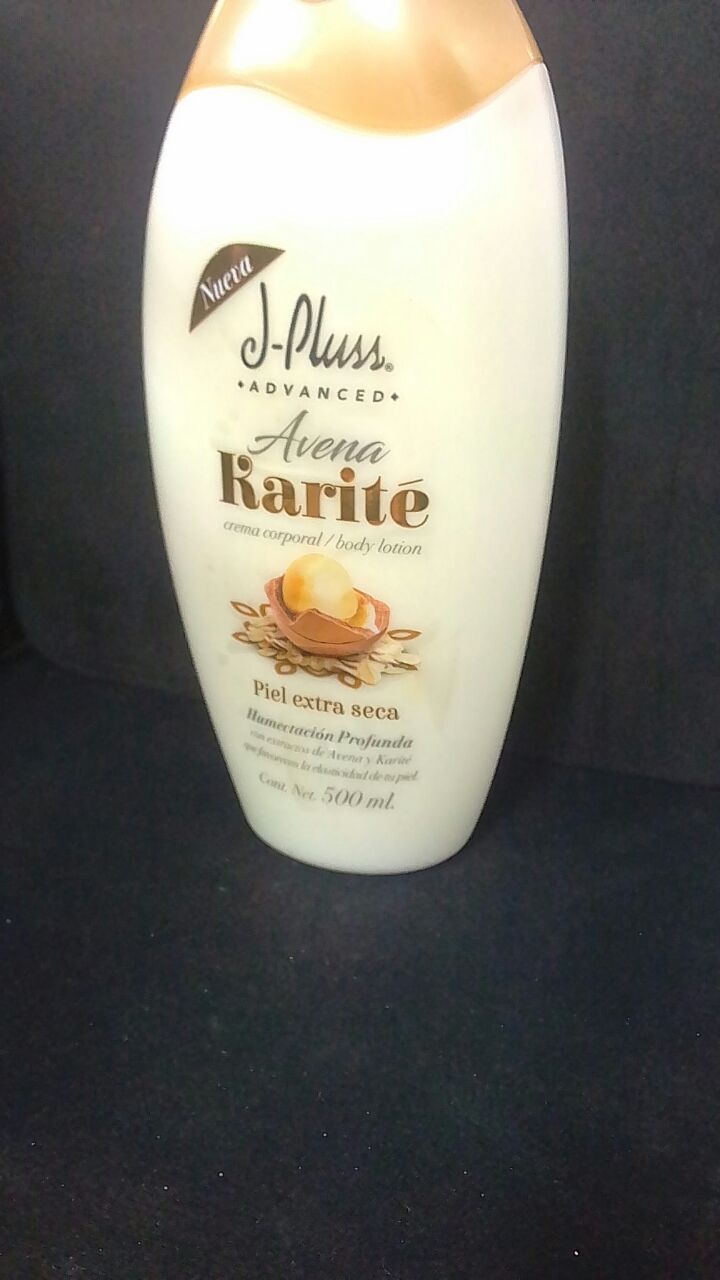 Nueva
J-Pluss®
•ADVANCED•
Avena
Karité
crema corporal / body lotion
Piel extra seca
Humectación Profunda
con extractos de Avena y Karité
que favorecen la elasticidad de tu piel.
Cont. Net. 500 ml.